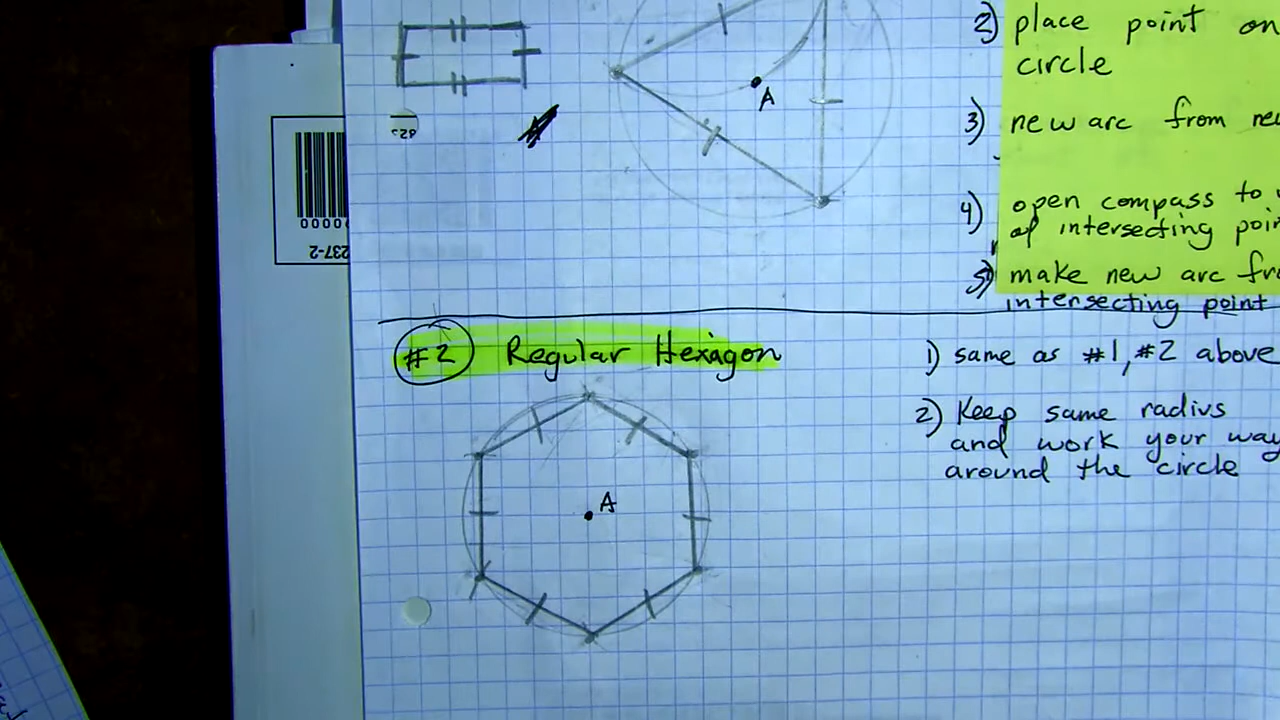 A
2) place point on
circle
3) new arc from
4) open compass to
of intersecting
5) make new arc
intersecting point
237-2
#2 Regular Hexagon
A
1) same as #1, #2 above
2) Keep same radius
and work your way
around the circle